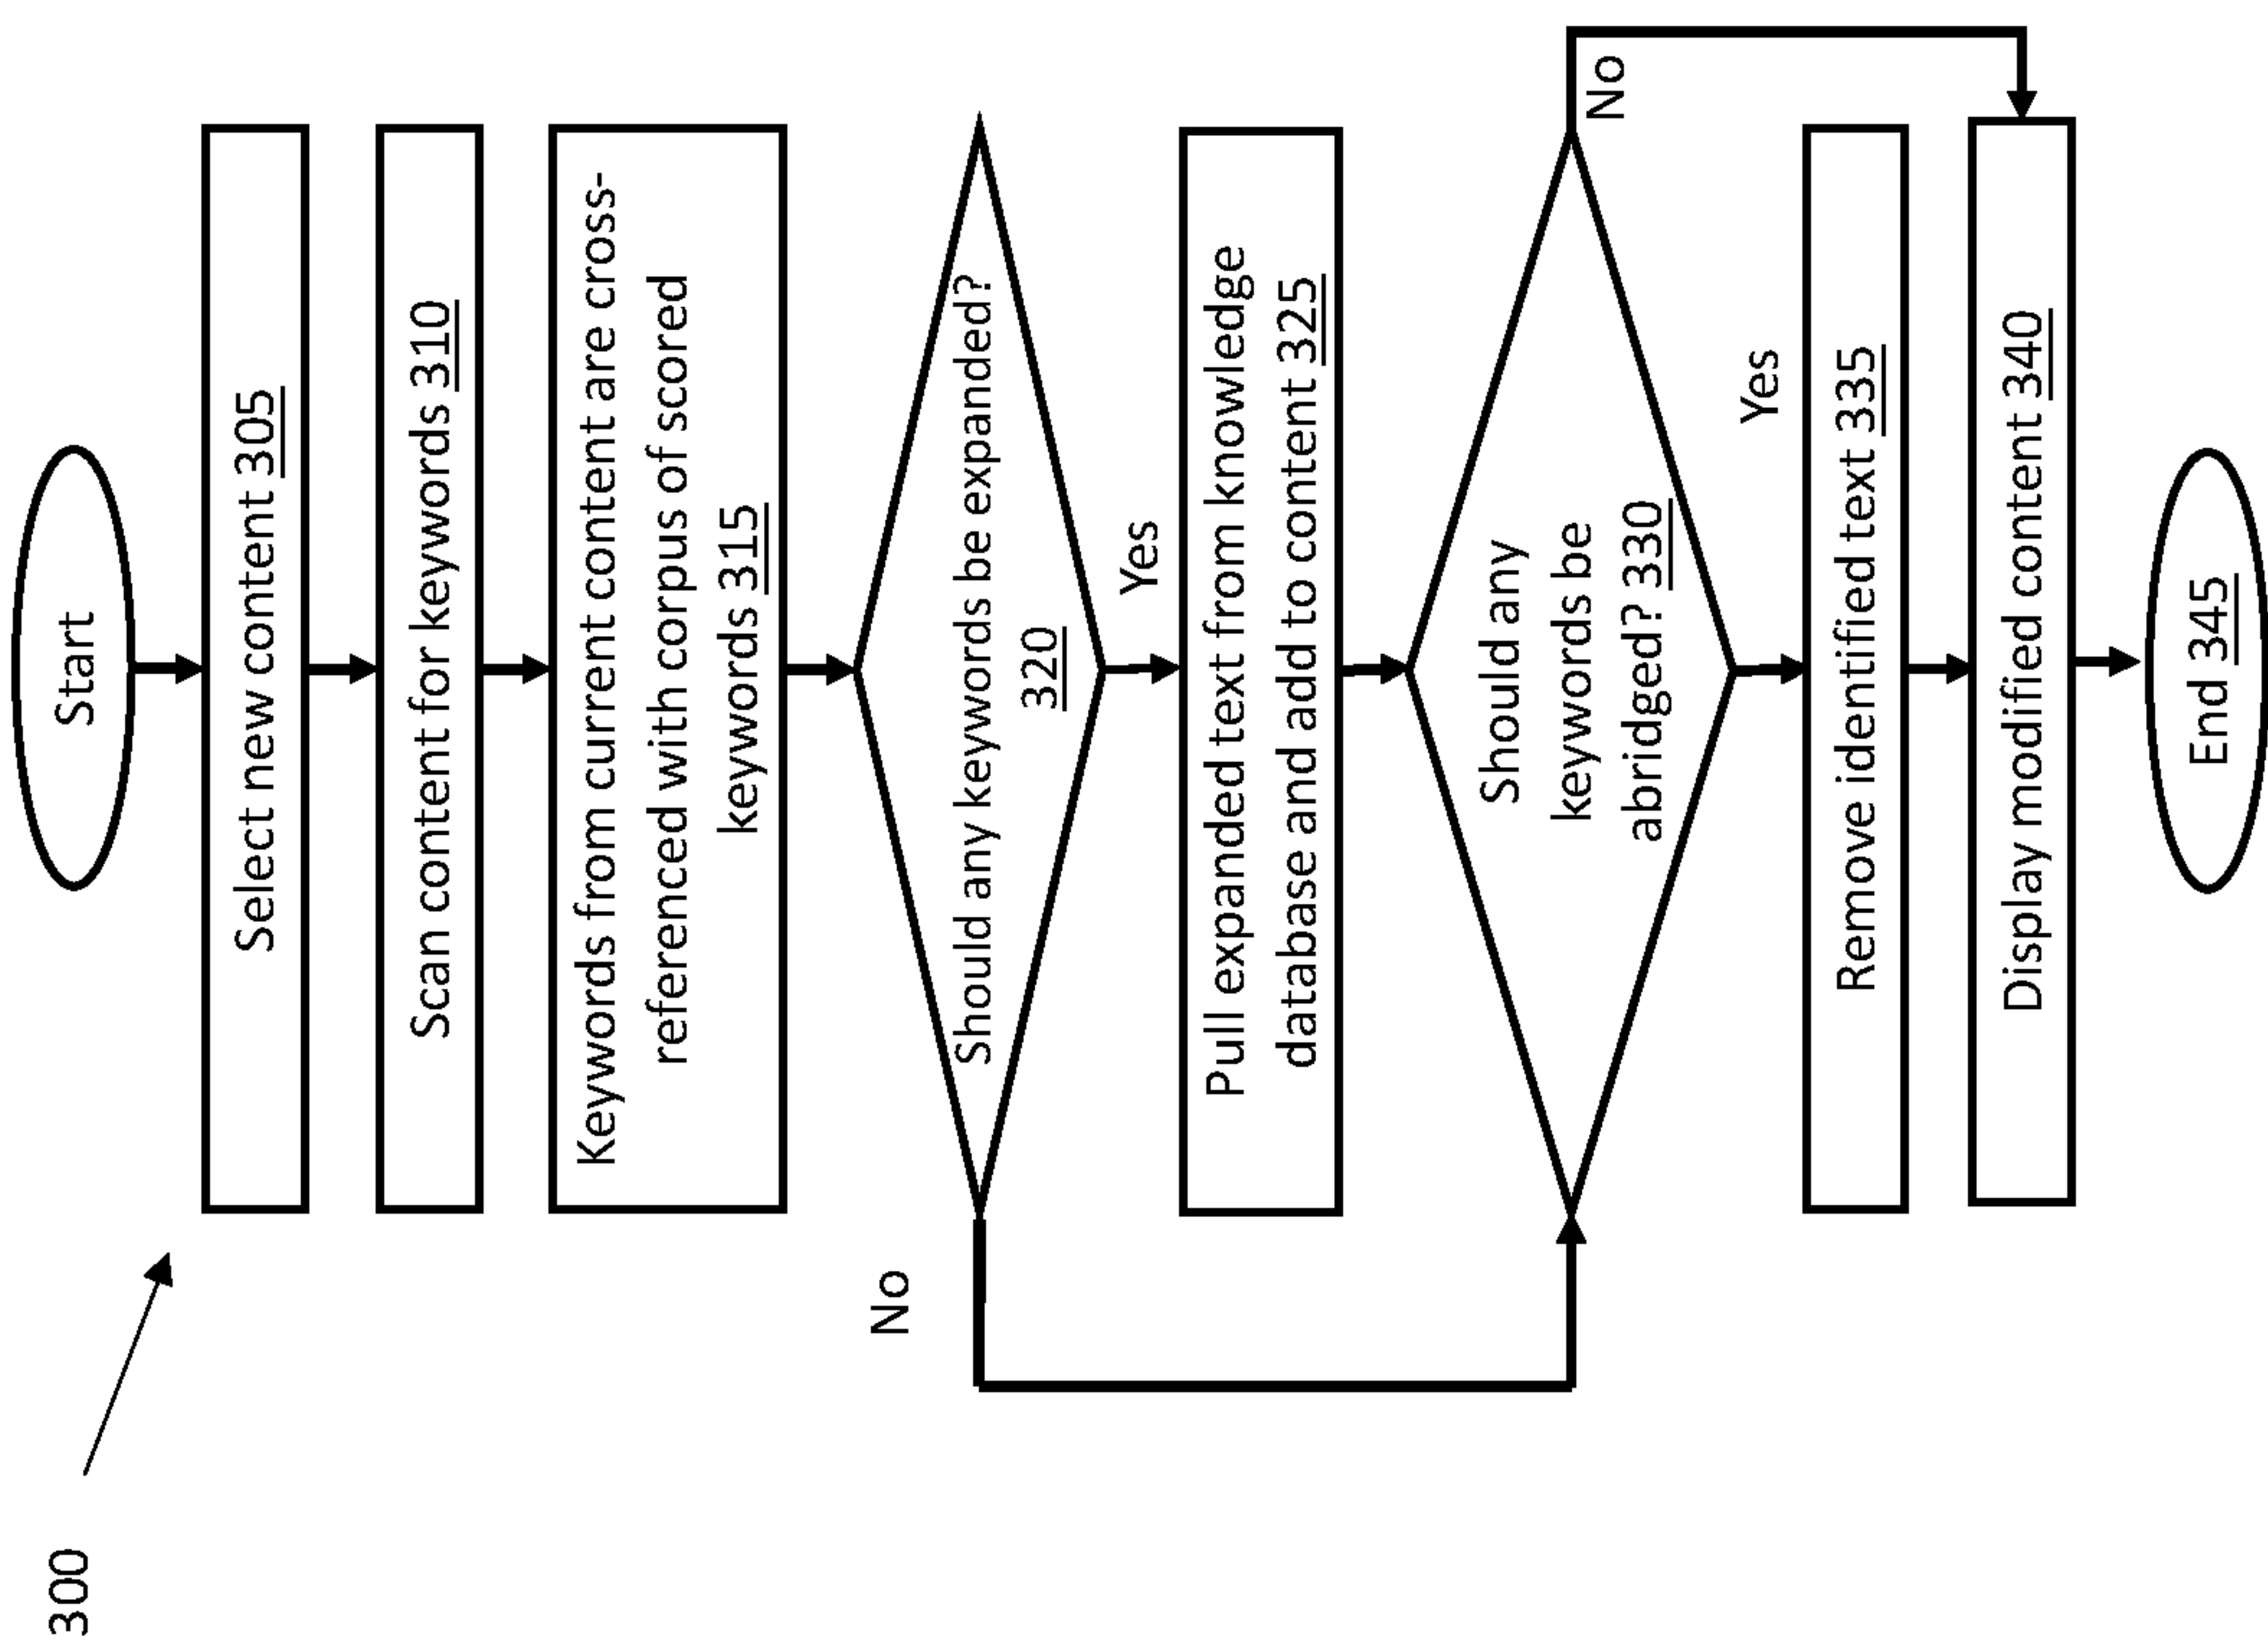 300
Start
Select new content 305
Scan content for keywords 310
Keywords from current content are cross-
referenced with corpus of scored
keywords 315
No
Should any keywords be expanded?
320
Yes
Pull expanded text from knowledge
database and add to content 325
Should any
keywords be
abridged? 330
No
Yes
Remove identified text 335
Display modified content 340
End 345